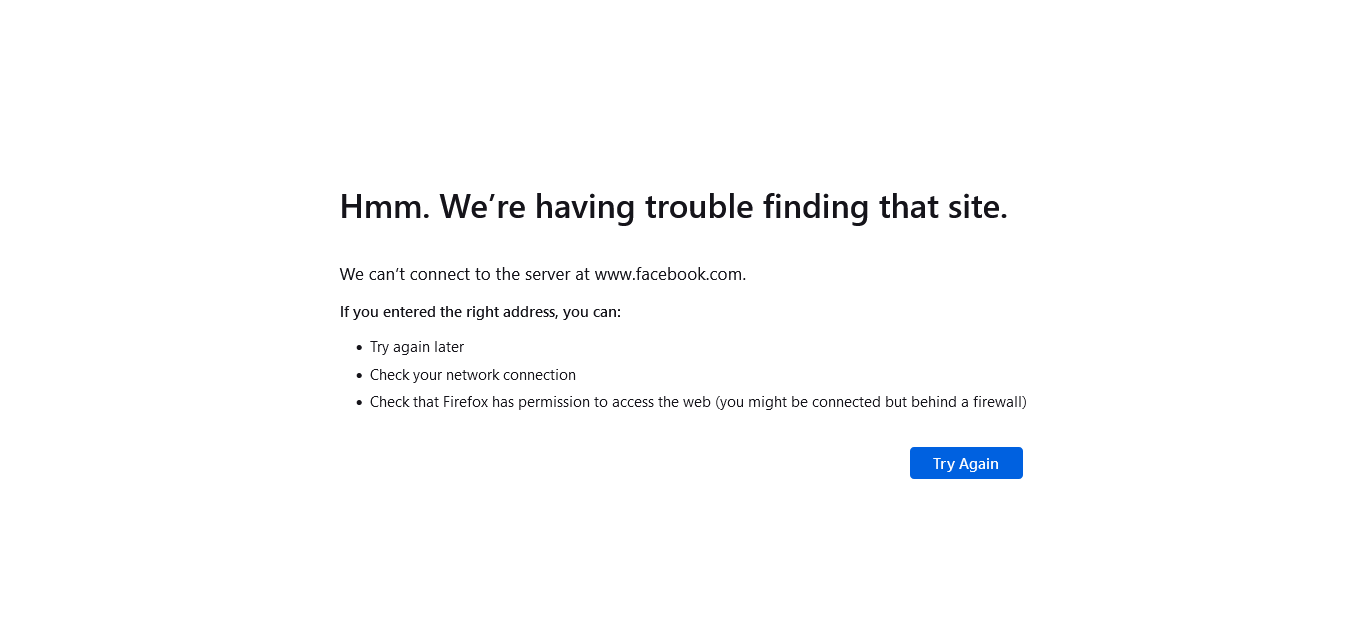 Hmm. We’re having trouble finding that site.
We can’t connect to the server at www.facebook.com.
If you entered the right address, you can:
• Try again later
• Check your network connection
• Check that Firefox has permission to access the web (you might be connected but behind a firewall)
Try Again